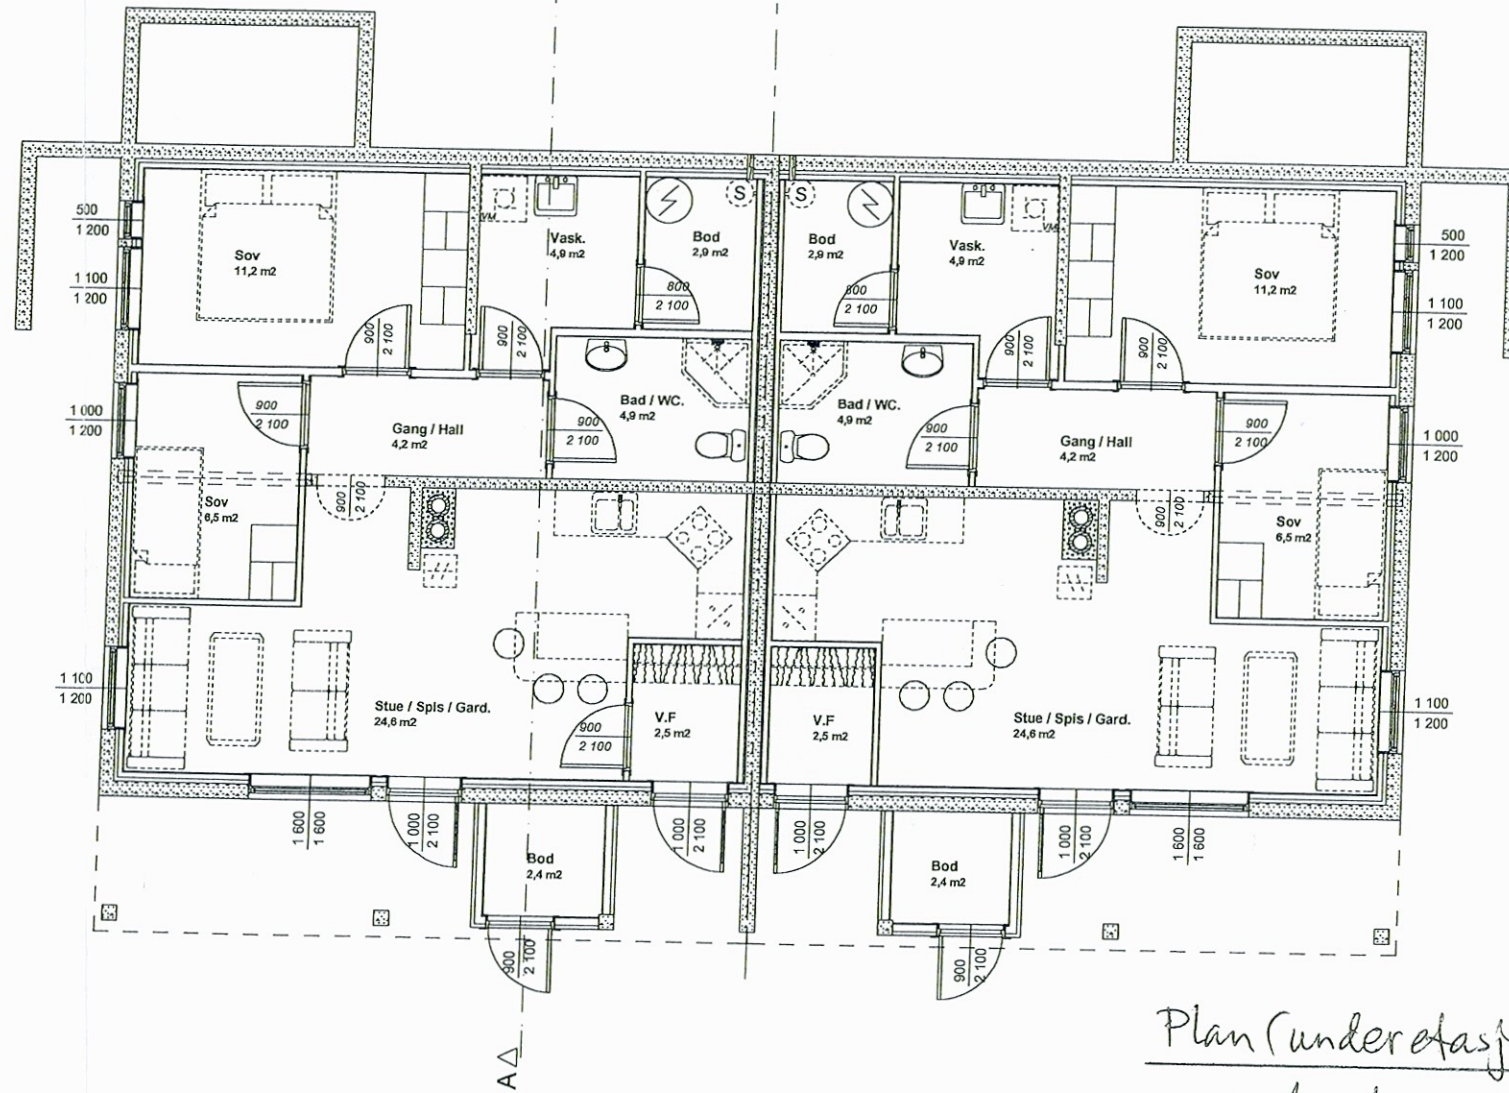 500
1 200
1 100
1 200
1 000
1 200
1 100
1 200
Sov
11,2 m2
VM
Vask.
4,9 m2
Bod
2,9 m2
S
S
Bod
2,9 m2
Vask.
4,9 m2
VM
Sov
11,2 m2
500
1 200
1 100
1 200
1 000
1 200
1 100
1 200
900
2 100
900
2 100
800
2 100
800
2 100
900
2 100
900
2 100
900
2 100
Gang / Hall
4,2 m2
900
2 100
Bad / WC.
4,9 m2
Bad / WC.
4,9 m2
900
2 100
Gang / Hall
4,2 m2
900
2 100
Sov
6,5 m2
900
2 100
900
2 100
Sov
6,5 m2
Stue / Spis / Gard.
24,6 m2
900
2 100
V.F
2,5 m2
V.F
2,5 m2
Stue / Spis / Gard.
24,6 m2
1 600
1 600
1 000
2 100
Bod
2,4 m2
1 000
2 100
1 000
2 100
Bod
2,4 m2
1 000
2 100
1 600
1 600
900
2 100
900
2 100
A
Plan (underetasj